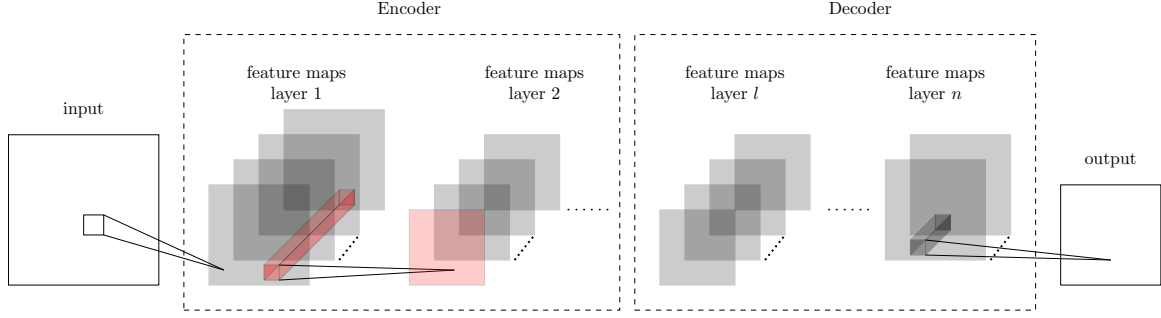 Encoder
Decoder
feature maps
layer 1
feature maps
layer 2
feature maps
layer l
feature maps
layer n
input
output